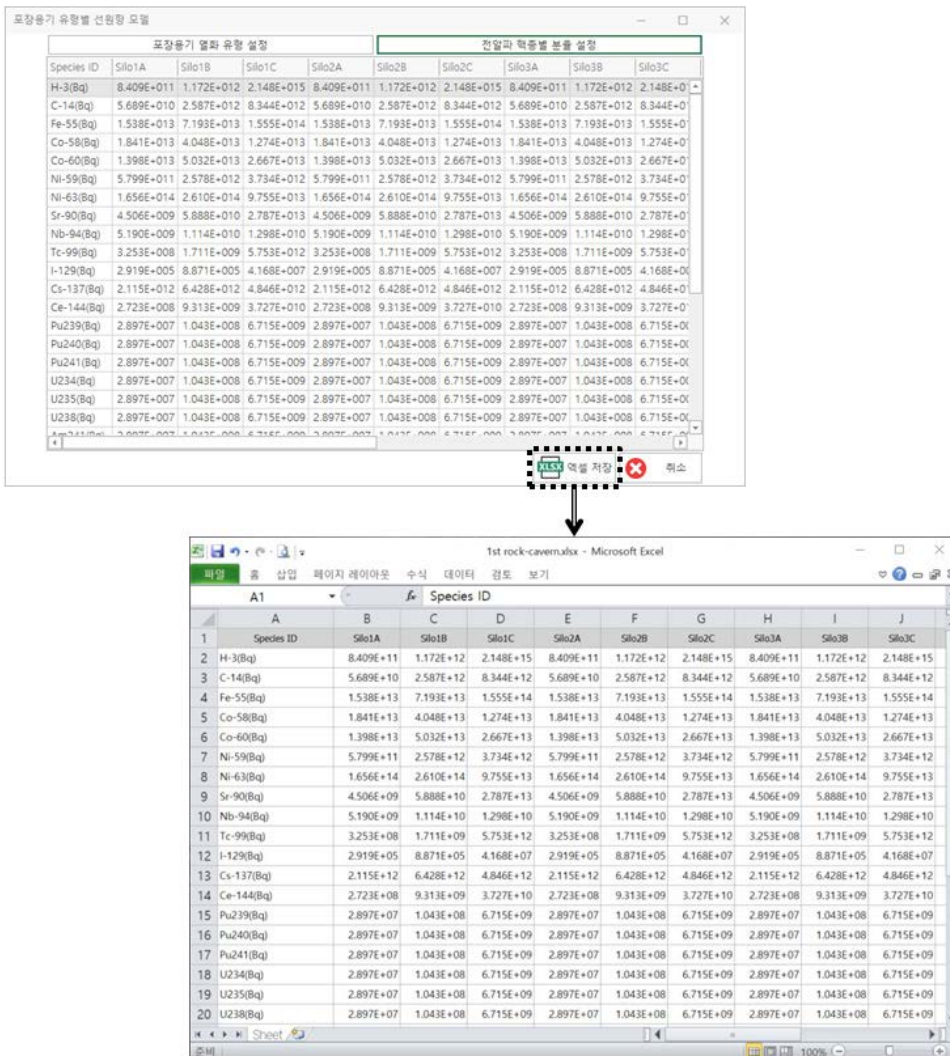 포장용기 유형별 선원항 모델
포장용기 열화 유형 설정 전알파 핵종별 분율 설정
Species ID Silo1A Silo1B Silo1C Silo2A Silo2B Silo2C Silo3A Silo3B Silo3C
H-3(Bq) 8.409E+011 1.172E+012 2.148E+015 8.409E+011 1.172E+012 2.148E+015 8.409E+011 1.172E+012 2.148E+0
C-14(Bq) 5.689E+010 2.587E+012 8.344E+012 5.689E+010 2.587E+012 8.344E+012 5.689E+010 2.587E+012 8.344E+0
Fe-55(Bq) 1.538E+013 7.193E+013 1.555E+014 1.538E+013 7.193E+013 1.555E+014 1.538E+013 7.193E+013 1.555E+0
Co-58(Bq) 1.841E+013 4.048E+013 1.274E+013 1.841E+013 4.048E+013 1.274E+013 1.841E+013 4.048E+013 1.274E+0
Co-60(Bq) 1.398E+013 5.032E+013 2.667E+013 1.398E+013 5.032E+013 2.667E+013 1.398E+013 5.032E+013 2.667E+0
Ni-59(Bq) 5.799E+011 2.578E+012 3.734E+012 5.799E+011 2.578E+012 3.734E+012 5.799E+011 2.578E+012 3.734E+0
Ni-63(Bq) 1.656E+014 2.610E+014 9.755E+013 1.656E+014 2.610E+014 9.755E+013 1.656E+014 2.610E+014 9.755E+0
Sr-90(Bq) 4.506E+009 5.888E+010 2.787E+013 4.506E+009 5.888E+010 2.787E+013 4.506E+009 5.888E+010 2.787E+0
Nb-94(Bq) 5.190E+009 1.114E+010 1.298E+010 5.190E+009 1.114E+010 1.298E+010 5.190E+009 1.114E+010 1.298E+0
Tc-99(Bq) 3.253E+008 1.711E+009 5.753E+012 3.253E+008 1.711E+009 5.753E+012 3.253E+008 1.711E+009 5.753E+0
I-129(Bq) 2.919E+005 8.871E+005 4.168E+007 2.919E+005 8.871E+005 4.168E+007 2.919E+005 8.871E+005 4.168E+0
Cs-137(Bq) 2.115E+012 6.428E+012 4.846E+012 2.115E+012 6.428E+012 4.846E+012 2.115E+012 6.428E+012 4.846E+0
Ce-144(Bq) 2.723E+008 9.313E+009 3.727E+010 2.723E+008 9.313E+009 3.727E+010 2.723E+008 9.313E+009 3.727E+0
Pu239(Bq) 2.897E+007 1.043E+008 6.715E+009 2.897E+007 1.043E+008 6.715E+009 2.897E+007 1.043E+008 6.715E+0
Pu240(Bq) 2.897E+007 1.043E+008 6.715E+009 2.897E+007 1.043E+008 6.715E+009 2.897E+007 1.043E+008 6.715E+0
Pu241(Bq) 2.897E+007 1.043E+008 6.715E+009 2.897E+007 1.043E+008 6.715E+009 2.897E+007 1.043E+008 6.715E+0
U234(Bq) 2.897E+007 1.043E+008 6.715E+009 2.897E+007 1.043E+008 6.715E+009 2.897E+007 1.043E+008 6.715E+0
U235(Bq) 2.897E+007 1.043E+008 6.715E+009 2.897E+007 1.043E+008 6.715E+009 2.897E+007 1.043E+008 6.715E+0
U238(Bq) 2.897E+007 1.043E+008 6.715E+009 2.897E+007 1.043E+008 6.715E+009 2.897E+007 1.043E+008 6.715E+0
XLSX 엑셀 저장 취소
1st rock-cavern.xlsx - Microsoft Excel
파일 홈 삽입 페이지 레이아웃 수식 데이터 검토 보기
A1 fx Species ID
A B C D E F G H I J
1 Species ID Silo1A Silo1B Silo1C Silo2A Silo2B Silo2C Silo3A Silo3B Silo3C
2 H-3(Bq) 8.409E+11 1.172E+12 2.148E+15 8.409E+11 1.172E+12 2.148E+15 8.409E+11 1.172E+12 2.148E+15
3 C-14(Bq) 5.689E+10 2.587E+12 8.344E+12 5.689E+10 2.587E+12 8.344E+12 5.689E+10 2.587E+12 8.344E+12
4 Fe-55(Bq) 1.538E+13 7.193E+13 1.555E+14 1.538E+13 7.193E+13 1.555E+14 1.538E+13 7.193E+13 1.555E+14
5 Co-58(Bq) 1.841E+13 4.048E+13 1.274E+13 1.841E+13 4.048E+13 1.274E+13 1.841E+13 4.048E+13 1.274E+13
6 Co-60(Bq) 1.398E+13 5.032E+13 2.667E+13 1.398E+13 5.032E+13 2.667E+13 1.398E+13 5.032E+13 2.667E+13
7 Ni-59(Bq) 5.799E+11 2.578E+12 3.734E+12 5.799E+11 2.578E+12 3.734E+12 5.799E+11 2.578E+12 3.734E+12
8 Ni-63(Bq) 1.656E+14 2.610E+14 9.755E+13 1.656E+14 2.610E+14 9.755E+13 1.656E+14 2.610E+14 9.755E+13
9 Sr-90(Bq) 4.506E+09 5.888E+10 2.787E+13 4.506E+09 5.888E+10 2.787E+13 4.506E+09 5.888E+10 2.787E+13
10 Nb-94(Bq) 5.190E+09 1.114E+10 1.298E+10 5.190E+09 1.114E+10 1.298E+10 5.190E+09 1.114E+10 1.298E+10
11 Tc-99(Bq) 3.253E+08 1.711E+09 5.753E+12 3.253E+08 1.711E+09 5.753E+12 3.253E+08 1.711E+09 5.753E+12
12 I-129(Bq) 2.919E+05 8.871E+05 4.168E+07 2.919E+05 8.871E+05 4.168E+07 2.919E+05 8.871E+05 4.168E+07
13 Cs-137(Bq) 2.115E+12 6.428E+12 4.846E+12 2.115E+12 6.428E+12 4.846E+12 2.115E+12 6.428E+12 4.846E+12
14 Ce-144(Bq) 2.723E+08 9.313E+09 3.727E+10 2.723E+08 9.313E+09 3.727E+10 2.723E+08 9.313E+09 3.727E+10
15 Pu239(Bq) 2.897E+07 1.043E+08 6.715E+09 2.897E+07 1.043E+08 6.715E+09 2.897E+07 1.043E+08 6.715E+09
16 Pu240(Bq) 2.897E+07 1.043E+08 6.715E+09 2.897E+07 1.043E+08 6.715E+09 2.897E+07 1.043E+08 6.715E+09
17 Pu241(Bq) 2.897E+07 1.043E+08 6.715E+09 2.897E+07 1.043E+08 6.715E+09 2.897E+07 1.043E+08 6.715E+09
18 U234(Bq) 2.897E+07 1.043E+08 6.715E+09 2.897E+07 1.043E+08 6.715E+09 2.897E+07 1.043E+08 6.715E+09
19 U235(Bq) 2.897E+07 1.043E+08 6.715E+09 2.897E+07 1.043E+08 6.715E+09 2.897E+07 1.043E+08 6.715E+09
20 U238(Bq) 2.897E+07 1.043E+08 6.715E+09 2.897E+07 1.043E+08 6.715E+09 2.897E+07 1.043E+08 6.715E+09
Sheet
준비 100%